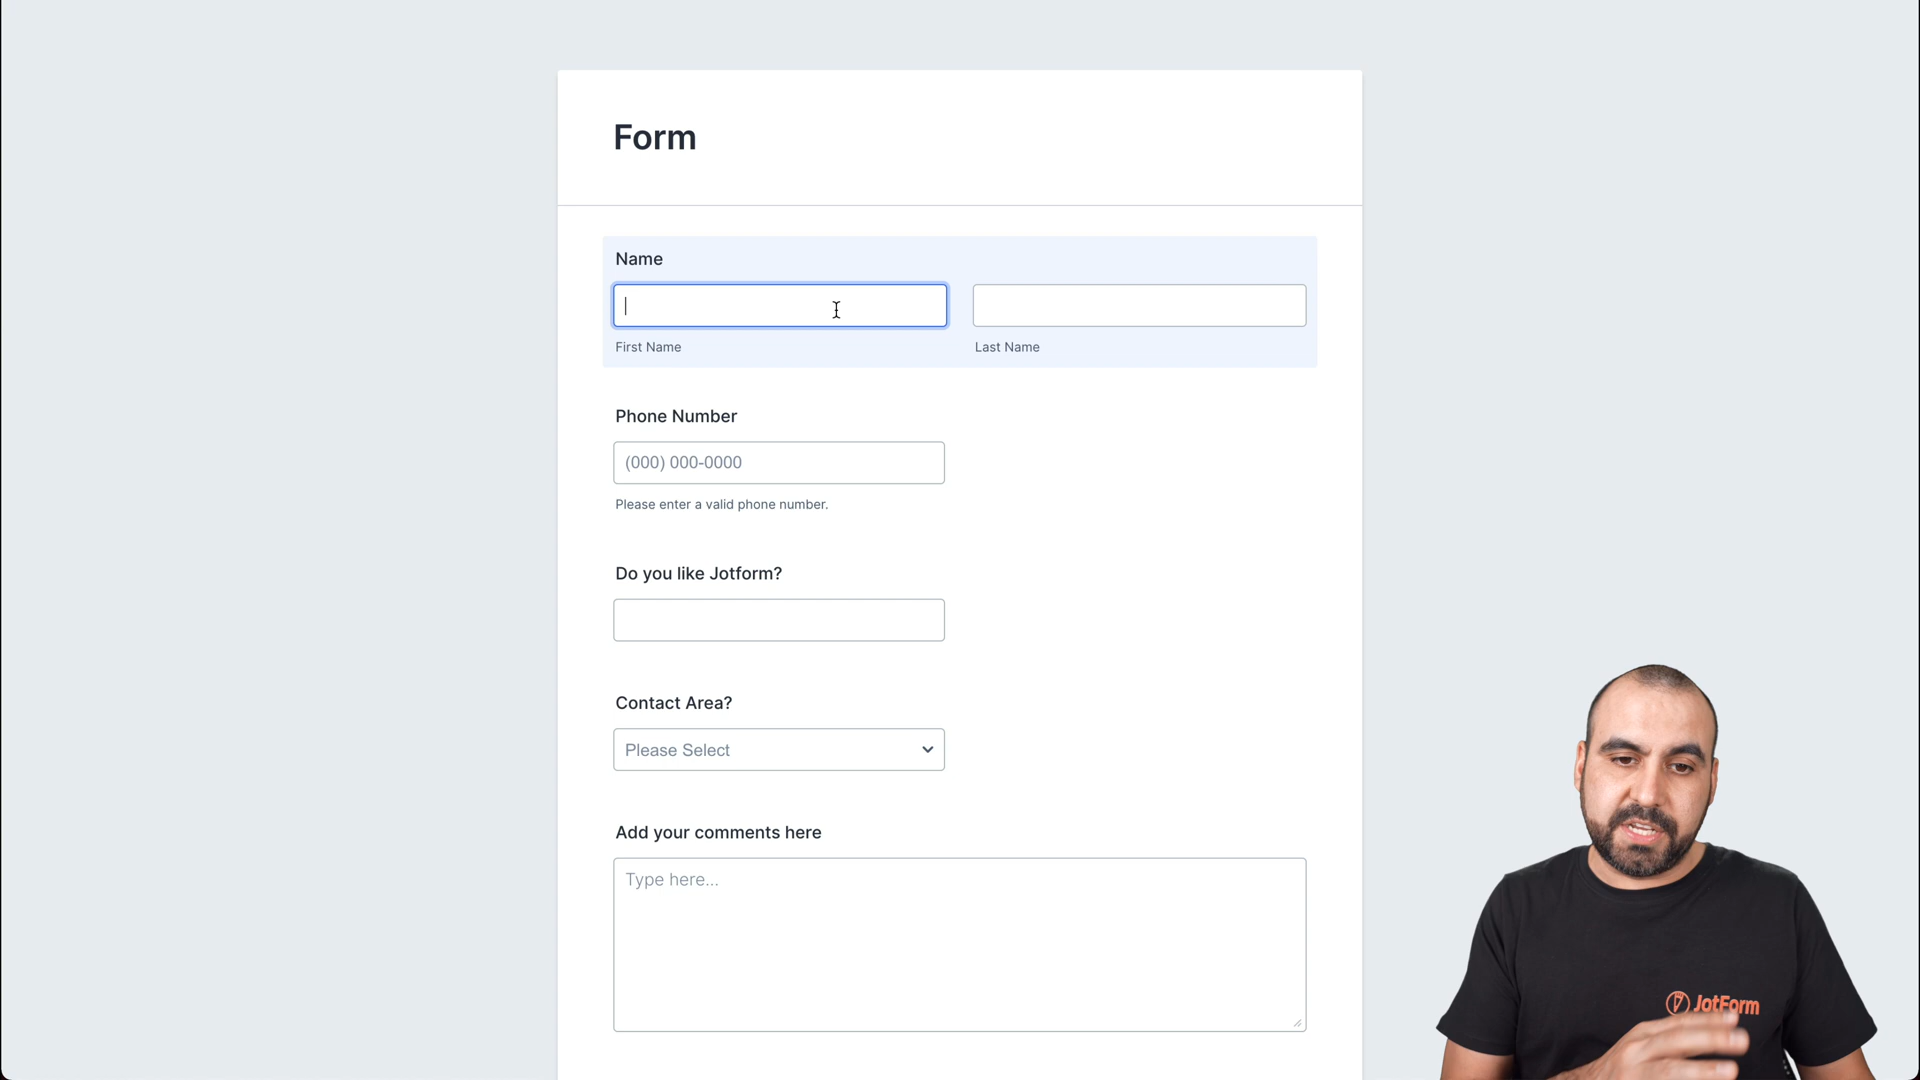 Form
Name
First Name
Last Name
Phone Number
(000) 000-0000
Please enter a valid phone number.
Do you like Jotform?
Contact Area?
Please Select
Add your comments here
Type here...
JotForm